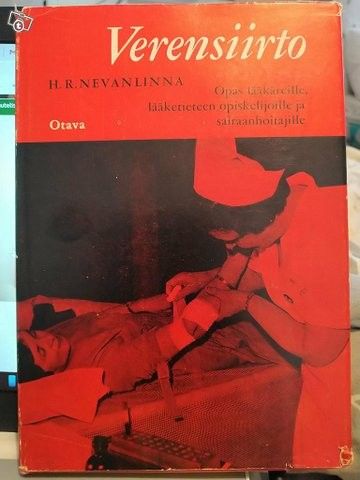 Verensiirto
H. R. NEVANLINNA
Opas lääkäreille,
lääketieteen opiskelijoille ja
sairaanhoitajille
Otava